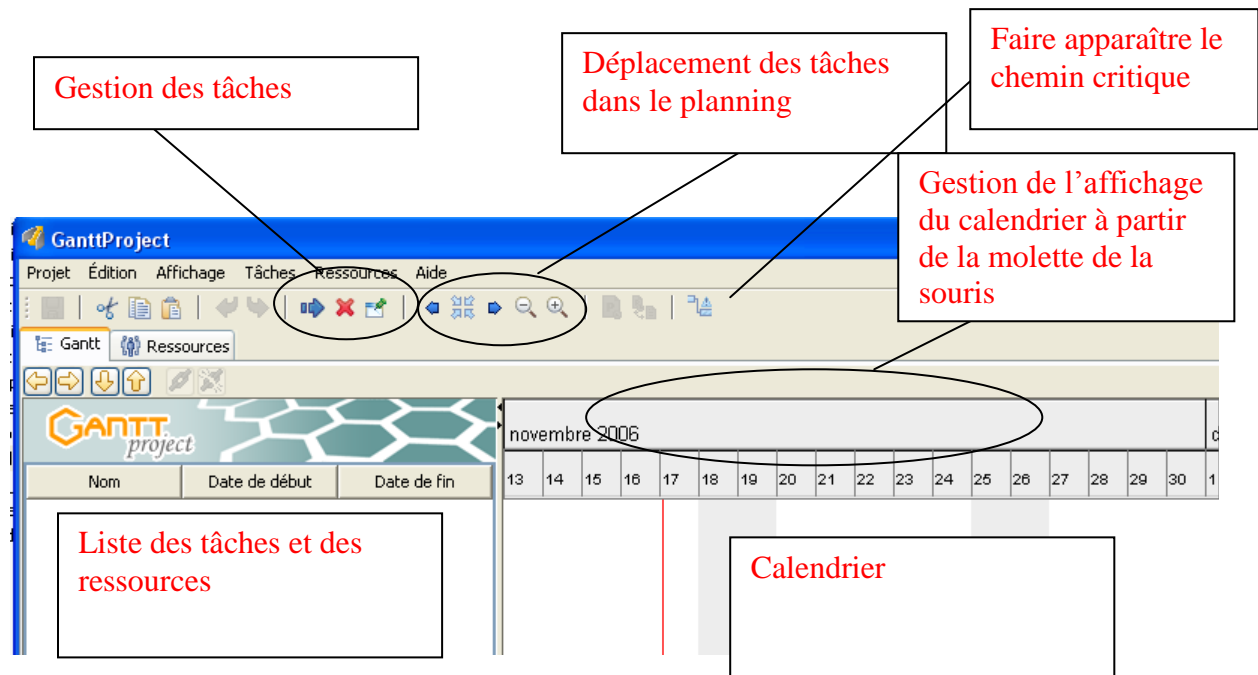 Faire apparaître le
chemin critique
Déplacement des tâches
dans le planning
Gestion des tâches
Gestion de l’affichage
du calendrier à partir
de la molette de la
souris
GanttProject
Projet Édition Affichage Tâches Ressources Aide
Gantt Ressources
GANTT
project
novembre 2006
d
Nom Date de début Date de fin
13 14 15 16 17 18 19 20 21 22 23 24 25 26 27 28 29 30 1
Liste des tâches et des
ressources
Calendrier